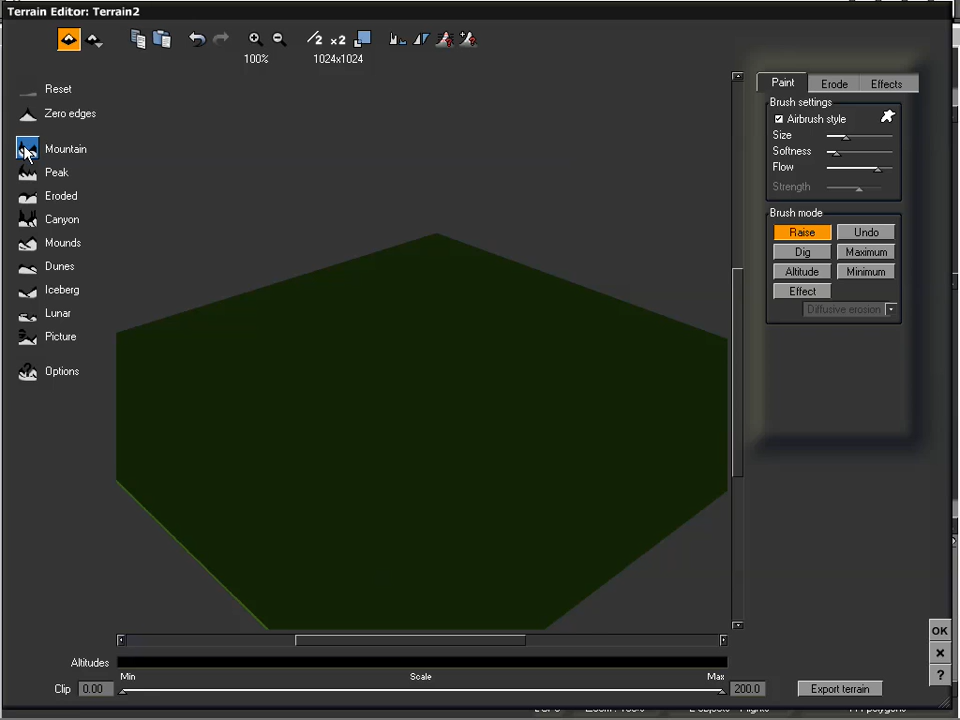 Terrain Editor: Terrain2
/2 x2
100%
1024x1024
Reset
Zero edges
Mountain
Peak
Eroded
Canyon
Mounds
Dunes
Iceberg
Lunar
Picture
Options
Paint
Erode
Effects
Brush settings
Airbrush style
Size
Softness
Flow
Strength
Brush mode
Raise
Undo
Dig
Maximum
Altitude
Minimum
Effect
Diffusive erosion
Altitudes
Min
Scale
Max
Clip
0.00
200.0
Export terrain
OK
?